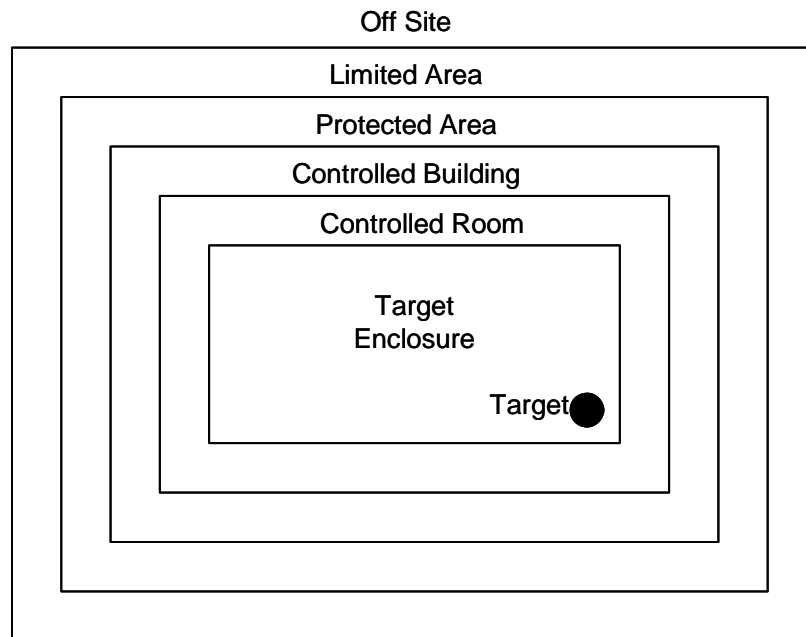 Off Site
Limited Area
Protected Area
Controlled Building
Controlled Room
Target
Enclosure
Target